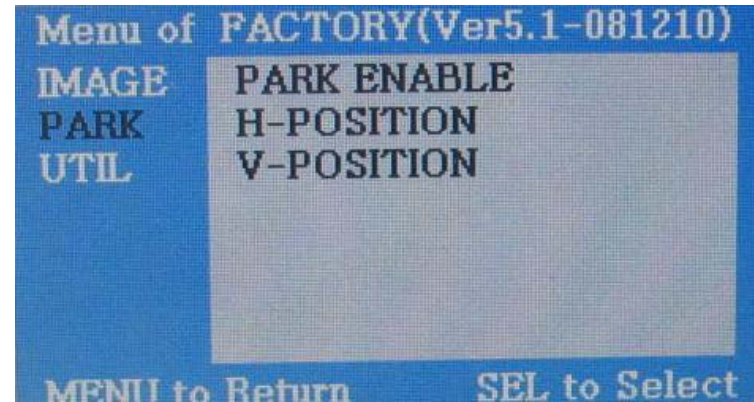 Menu of FACTORY(Ver5.1-081210)
IMAGE PARK ENABLE
PARK H-POSITION
UTIL V-POSITION
MENU to Return SEL to Select